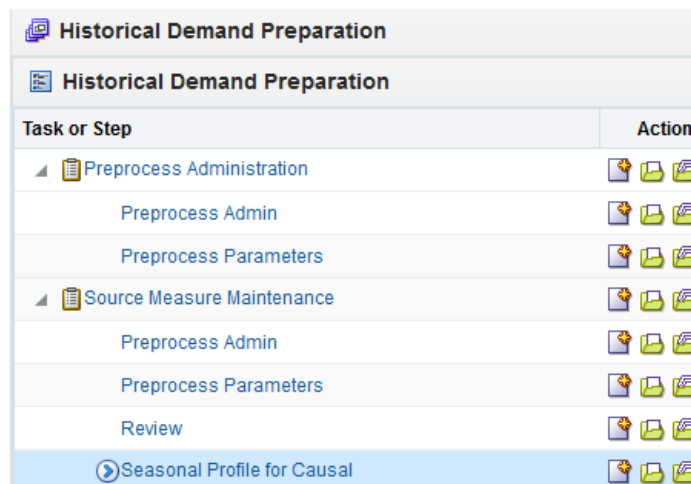 Historical Demand Preparation
Historical Demand Preparation
Task or Step Action
Preprocess Administration
Preprocess Admin
Preprocess Parameters
Source Measure Maintenance
Preprocess Admin
Preprocess Parameters
Review
Seasonal Profile for Causal